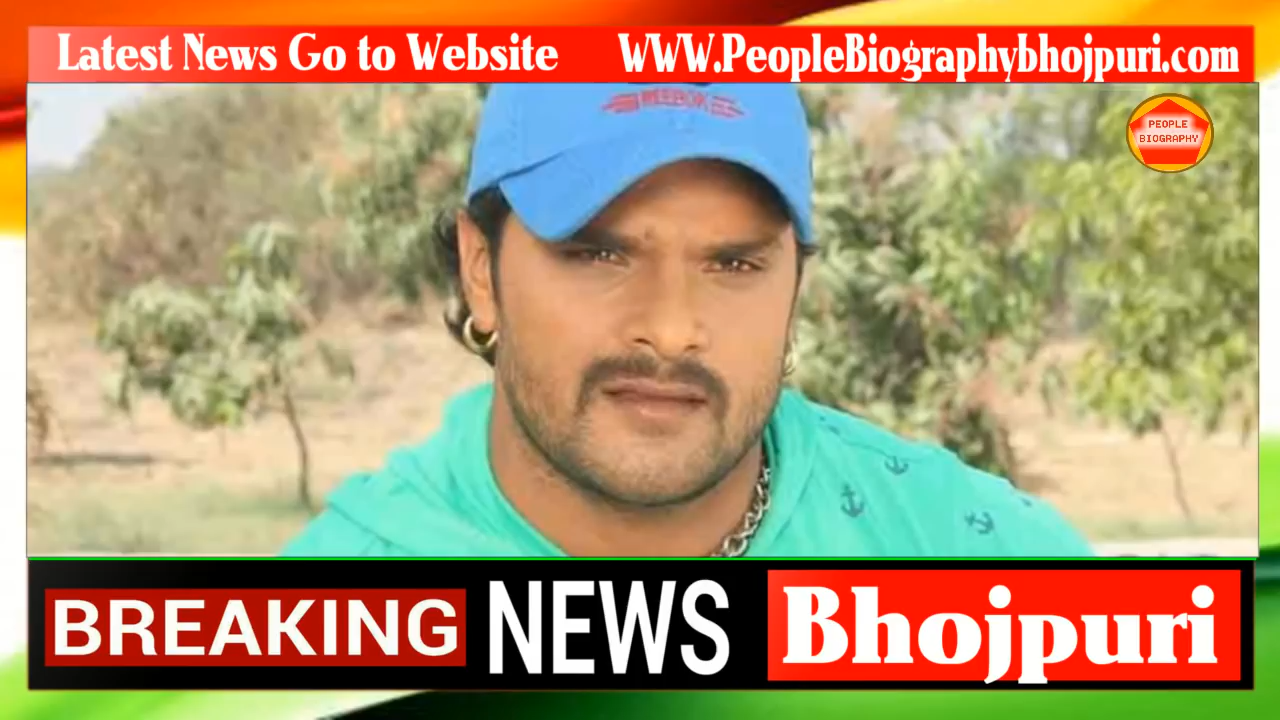 Latest News Go to Website
WWW.PeopleBiographybhojpuri.com
PEOPLE
BIOGRAPHY
BREAKING NEWS Bhojpuri